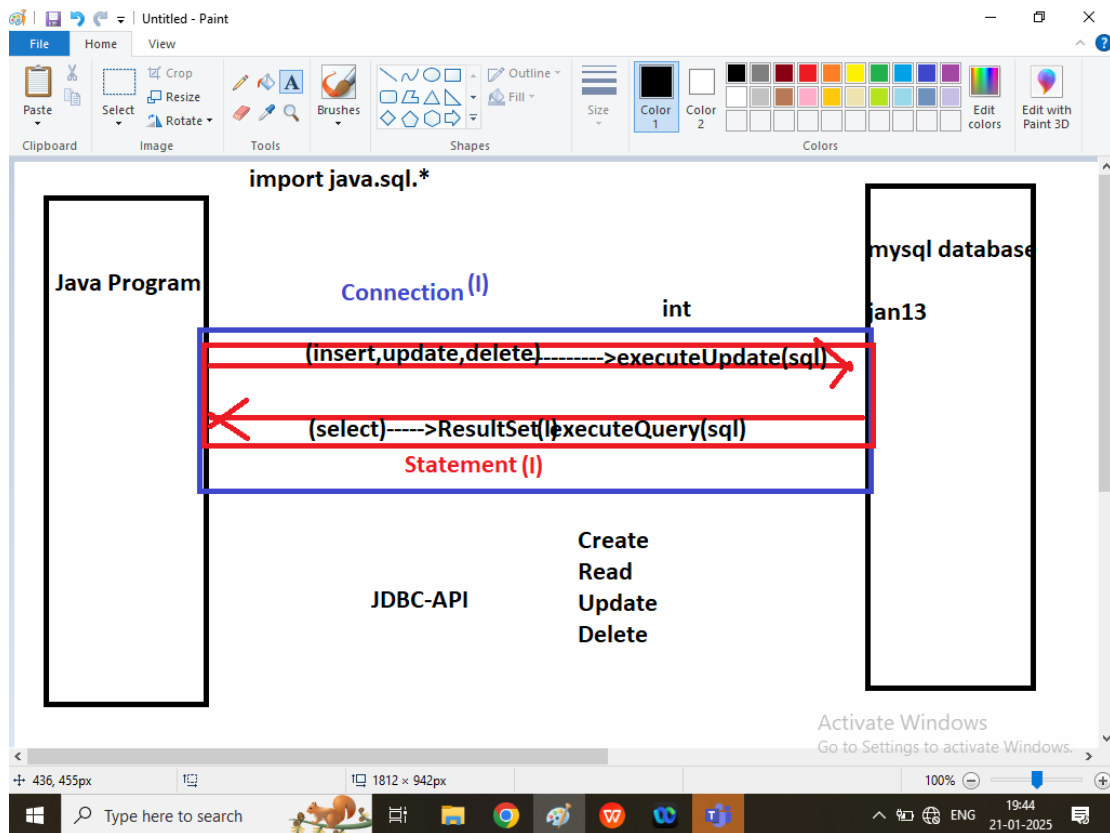 Untitled - Paint
File Home View
Paste
Select
Crop
Resize
Rotate
Brushes
Outline
Fill
Size
Color 1
Color 2
Edit colors
Edit with Paint 3D
Clipboard Image Tools Shapes Colors
import java.sql.*
mysql database
Java Program
Connection (I)
int
jan13
(insert,update,delete)---------->executeUpdate(sql)
(select)----->ResultSet(I)executeQuery(sql)
Statement (I)
Create
Read
JDBC-API
Update
Delete
Activate Windows
Go to Settings to activate Windows.
436, 455px 1812 × 942px 100%
Type here to search
ENG
19:44
21-01-2025